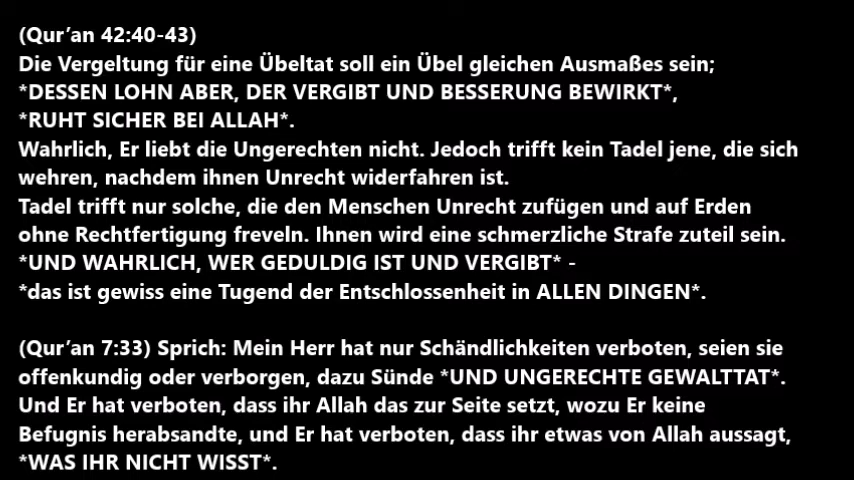 (Qur’an 42:40-43)
Die Vergeltung für eine Übeltat soll ein Übel gleichen Ausmaßes sein;
*DESSEN LOHN ABER, DER VERGIBT UND BESSERUNG BEWIRKT*,
*RUHT SICHER BEI ALLAH*.
Wahrlich, Er liebt die Ungerechten nicht. Jedoch trifft kein Tadel jene, die sich
wehren, nachdem ihnen Unrecht widerfahren ist.
Tadel trifft nur solche, die den Menschen Unrecht zufügen und auf Erden
ohne Rechtfertigung freveln. Ihnen wird eine schmerzliche Strafe zuteil sein.
*UND WAHRLICH, WER GEDULDIG IST UND VERGIBT* -
*das ist gewiss eine Tugend der Entschlossenheit in ALLEN DINGEN*.
(Qur’an 7:33) Sprich: Mein Herr hat nur Schändlichkeiten verboten, seien sie
offenkundig oder verborgen, dazu Sünde *UND UNGERECHTE GEWALTTAT*.
Und Er hat verboten, dass ihr Allah das zur Seite setzt, wozu Er keine
Befugnis herabsandte, und Er hat verboten, dass ihr etwas von Allah aussagt,
*WAS IHR NICHT WISST*.